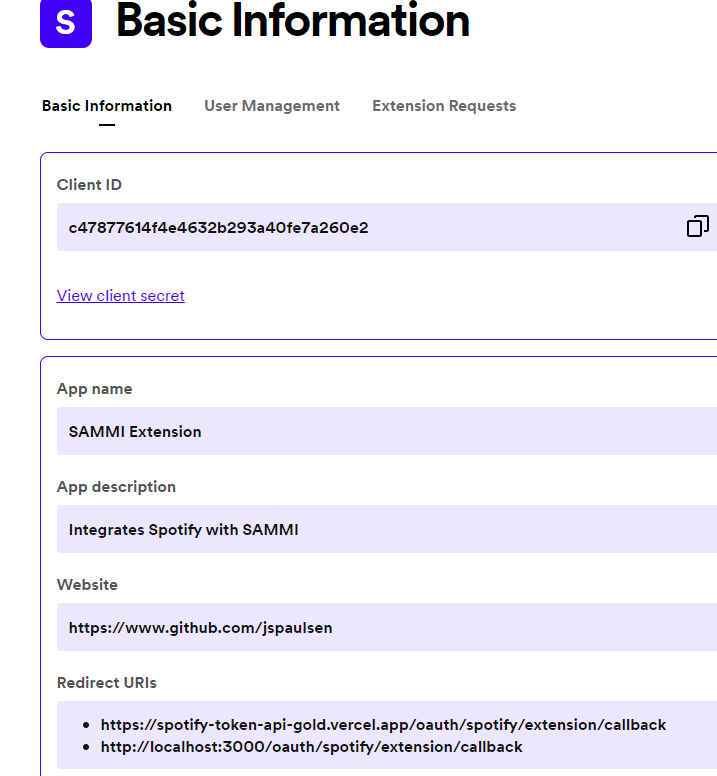 S
Basic Information
Basic Information User Management Extension Requests
Client ID
c47877614f4e4632b293a40fe7a260e2
View client secret
App name
SAMMI Extension
App description
Integrates Spotify with SAMMI
Website
https://www.github.com/jspaulsen
Redirect URIs
• https://spotify-token-api-gold.vercel.app/oauth/spotify/extension/callback
• http://localhost:3000/oauth/spotify/extension/callback